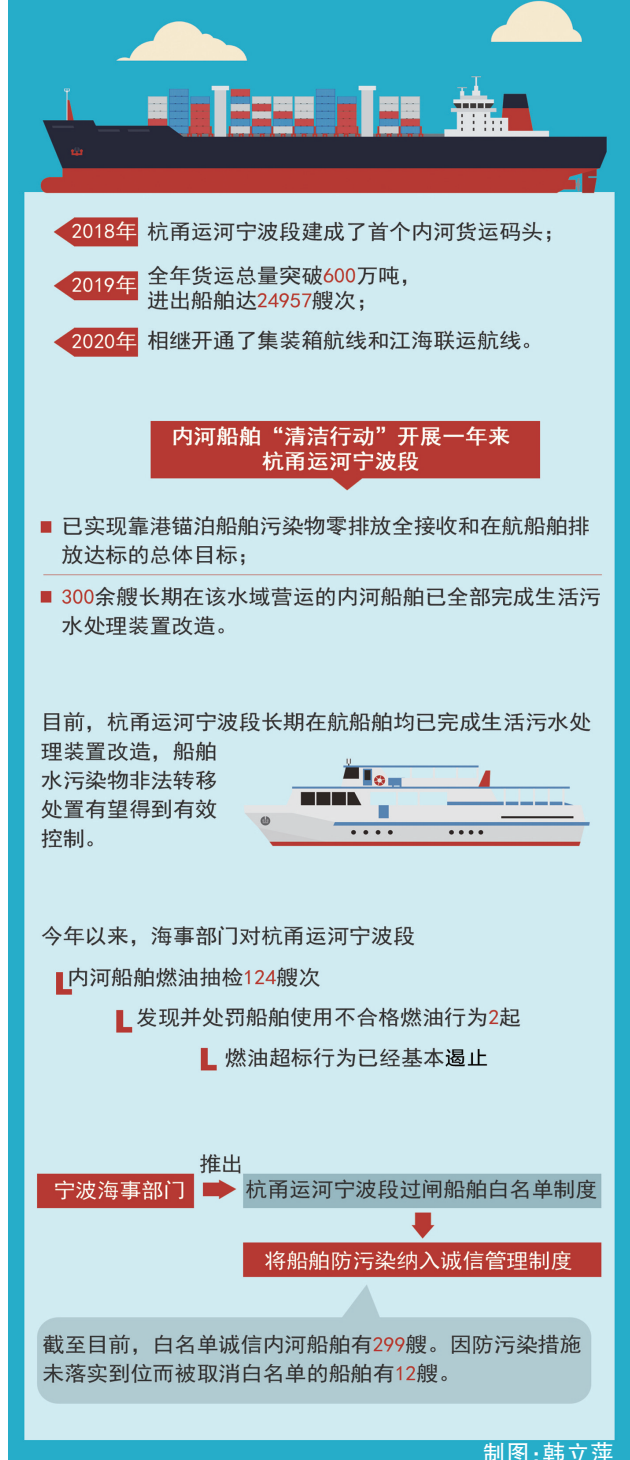 2018年 杭甬运河宁波段建成了首个内河货运码头；
2019年 全年货运总量突破600万吨，
进出船舶达24957艘次；
2020年 相继开通了集装箱航线和江海联运航线。
内河船舶“清洁行动”开展一年来
杭甬运河宁波段
已实现靠港锚泊船舶污染物零排放全接收和在航船舶排
放达标的总体目标；
300余艘长期在该水域营运的内河船舶已全部完成生活污
水处理装置改造。
目前，杭甬运河宁波段长期在航船舶均已完成生活污水处
理装置改造，船舶
水污染物非法转移
处置有望得到有效
控制。
今年以来，海事部门对杭甬运河宁波段
内河船舶燃油抽检124艘次
发现并处罚船舶使用不合格燃油行为2起
燃油超标行为已经基本遏止
推出
宁波海事部门 杭甬运河宁波段过闸船舶白名单制度
将船舶防污染纳入诚信管理制度
截至目前，白名单诚信内河船舶有299艘。因防污染措施
未落实到位而被取消白名单的船舶有12艘。
制图:韩立萍